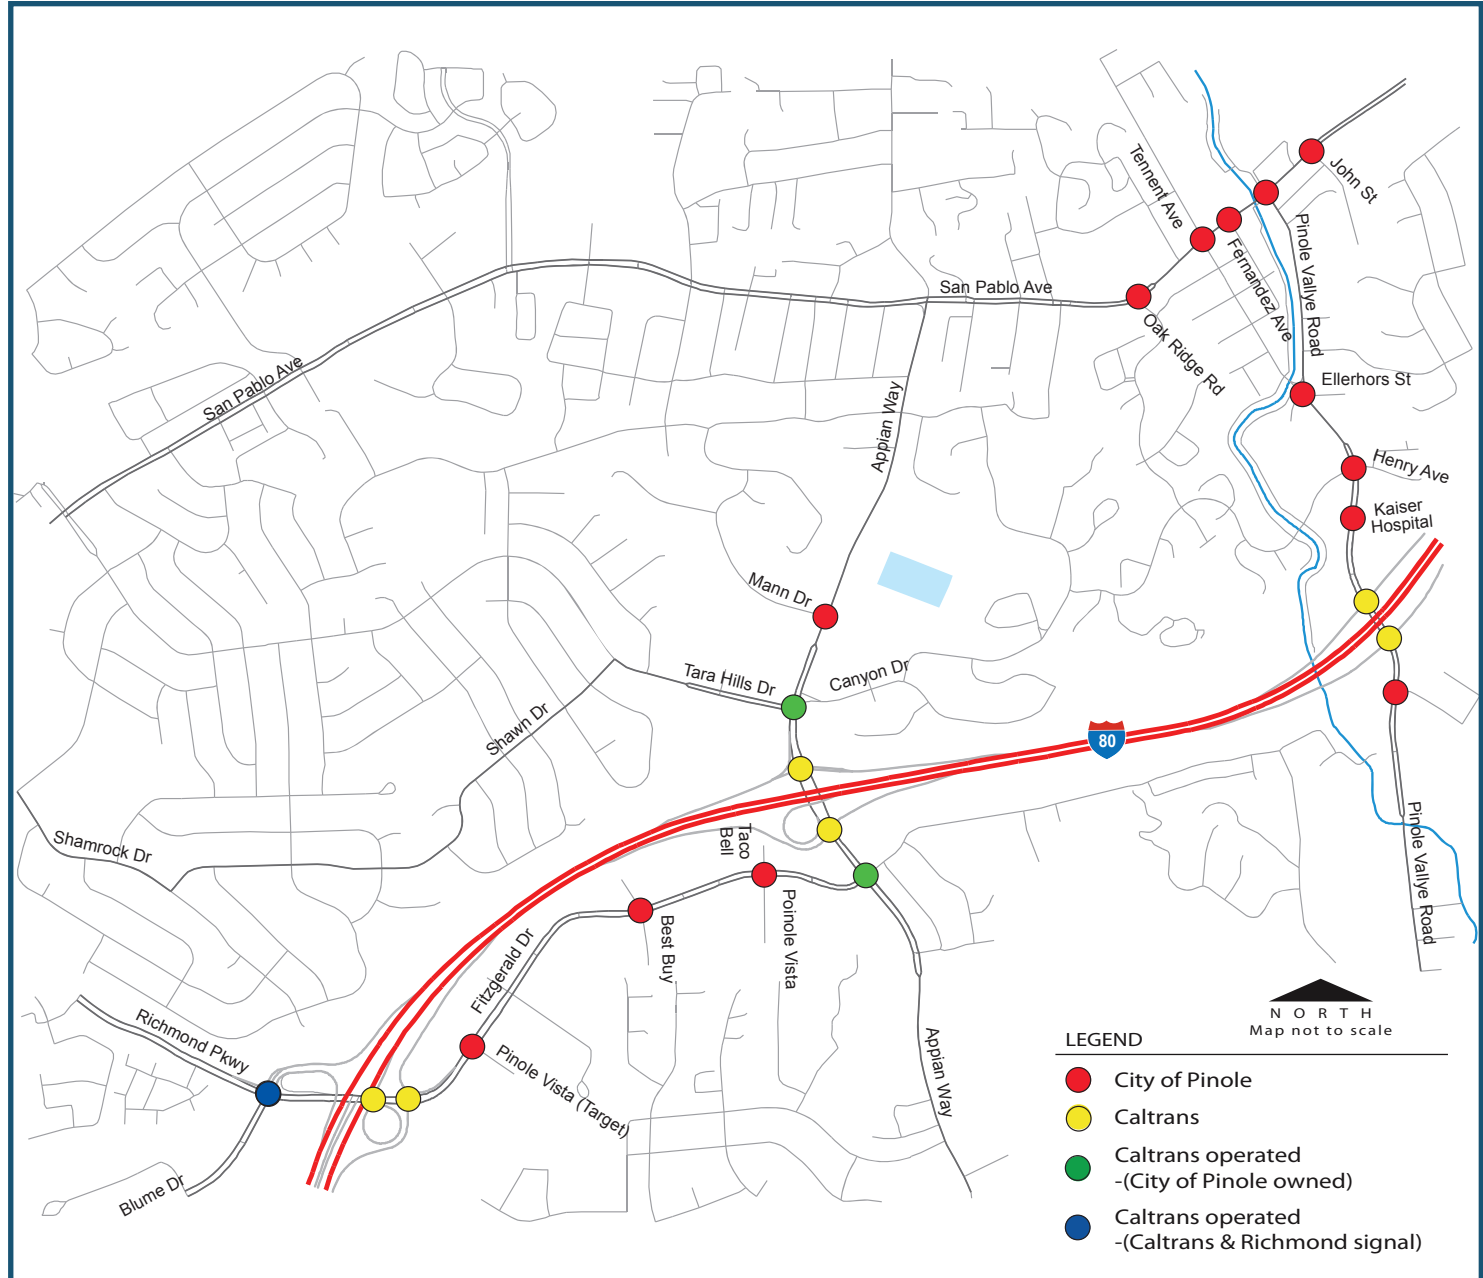 John St
Tennent Ave
Pinole Vallye Road
Fernandez Ave
San Pablo Ave
Oak Ridge Rd
Ellerhors St
San Pablo Ave
Appian Way
Henry Ave
Kaiser
Hospital
Mann Dr
Tara Hills Dr
Canyon Dr
Shawn Dr
80
Shamrock Dr
Taco
Bell
Pinole Vallye Road
Poinole Vista
Best Buy
Fitzgerald Dr
Richmond Pkwy
Pinole Vista (Target)
Appian Way
Blume Dr
NORTH
Map not to scale
LEGEND
City of Pinole
Caltrans
Caltrans operated
-(City of Pinole owned)
Caltrans operated
-(Caltrans & Richmond signal)